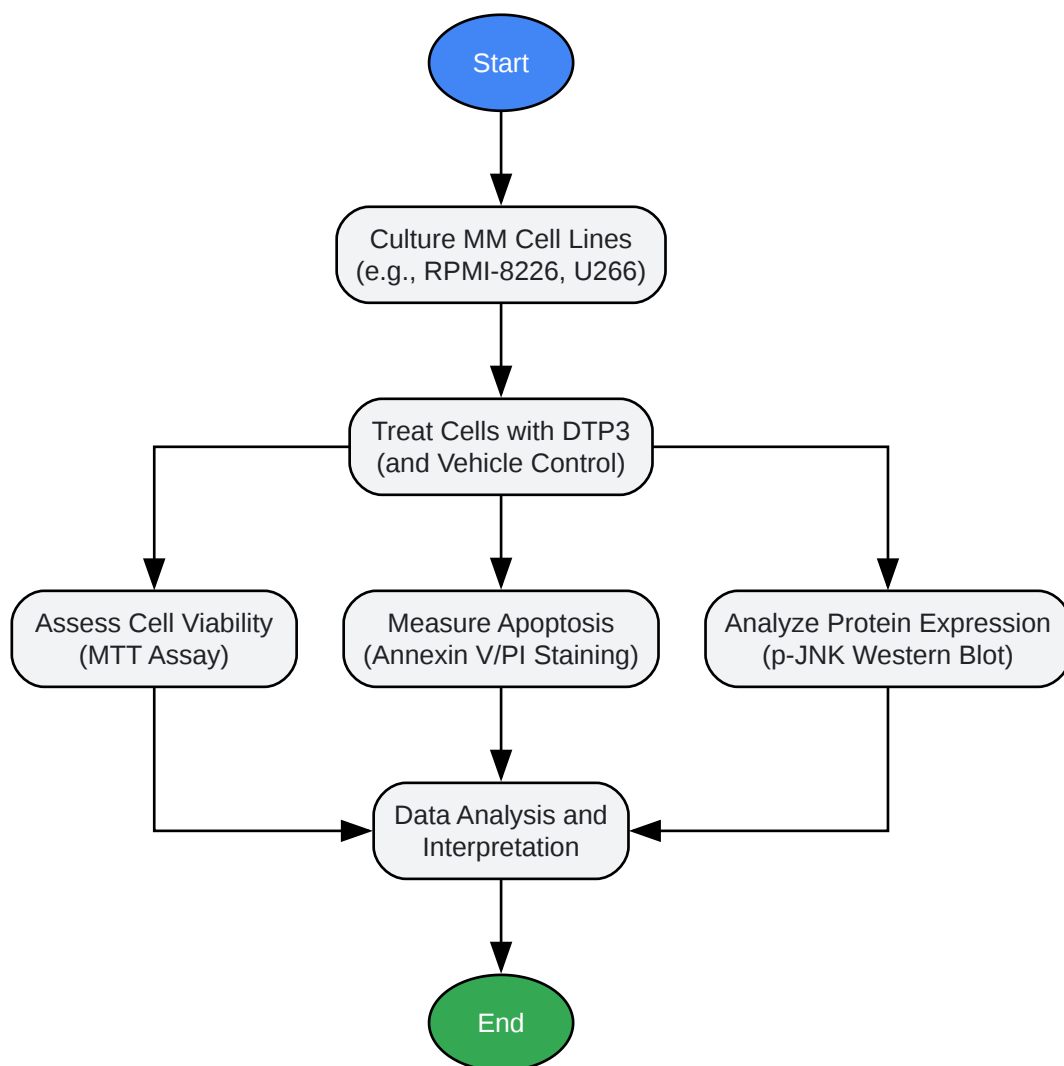 Start
Culture MM Cell Lines
(e.g., RPMI-8226, U266)
Treat Cells with DTP3
(and Vehicle Control)
Assess Cell Viability
(MTT Assay)
Measure Apoptosis
(Annexin V/PI Staining)
Analyze Protein Expression
(p-JNK Western Blot)
Data Analysis and
Interpretation
End